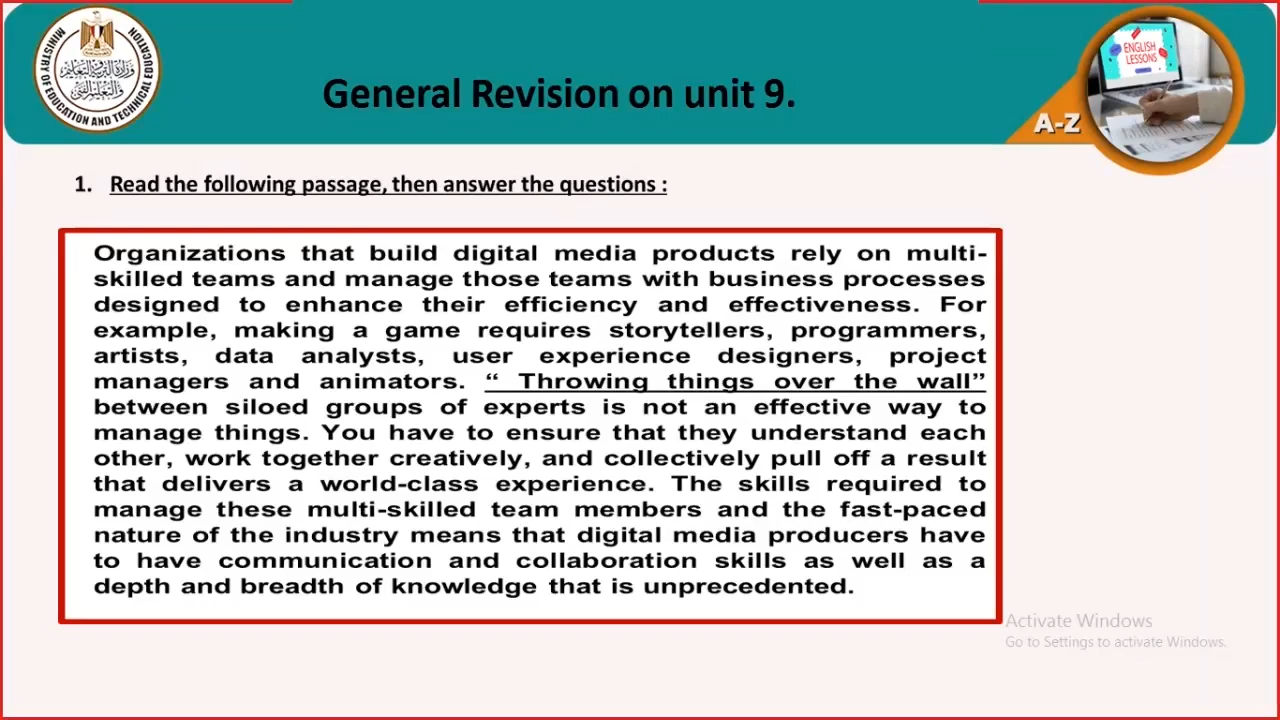 MINISTRY OF EDUCATION AND TECHNICAL EDUCATION
وزارة التربية والتعليم
والتعليم الفني
General Revision on unit 9.
ENGLISH
LESSONS
A-Z
1. Read the following passage, then answer the questions :
Organizations that build digital media products rely on multi-
skilled teams and manage those teams with business processes
designed to enhance their efficiency and effectiveness. For
example, making a game requires storytellers, programmers,
artists, data analysts, user experience designers, project
managers and animators. “ Throwing things over the wall”
between siloed groups of experts is not an effective way to
manage things. You have to ensure that they understand each
other, work together creatively, and collectively pull off a result
that delivers a world-class experience. The skills required to
manage these multi-skilled team members and the fast-paced
nature of the industry means that digital media producers have
to have communication and collaboration skills as well as a
depth and breadth of knowledge that is unprecedented.
Activate Windows
Go to Settings to activate Windows.